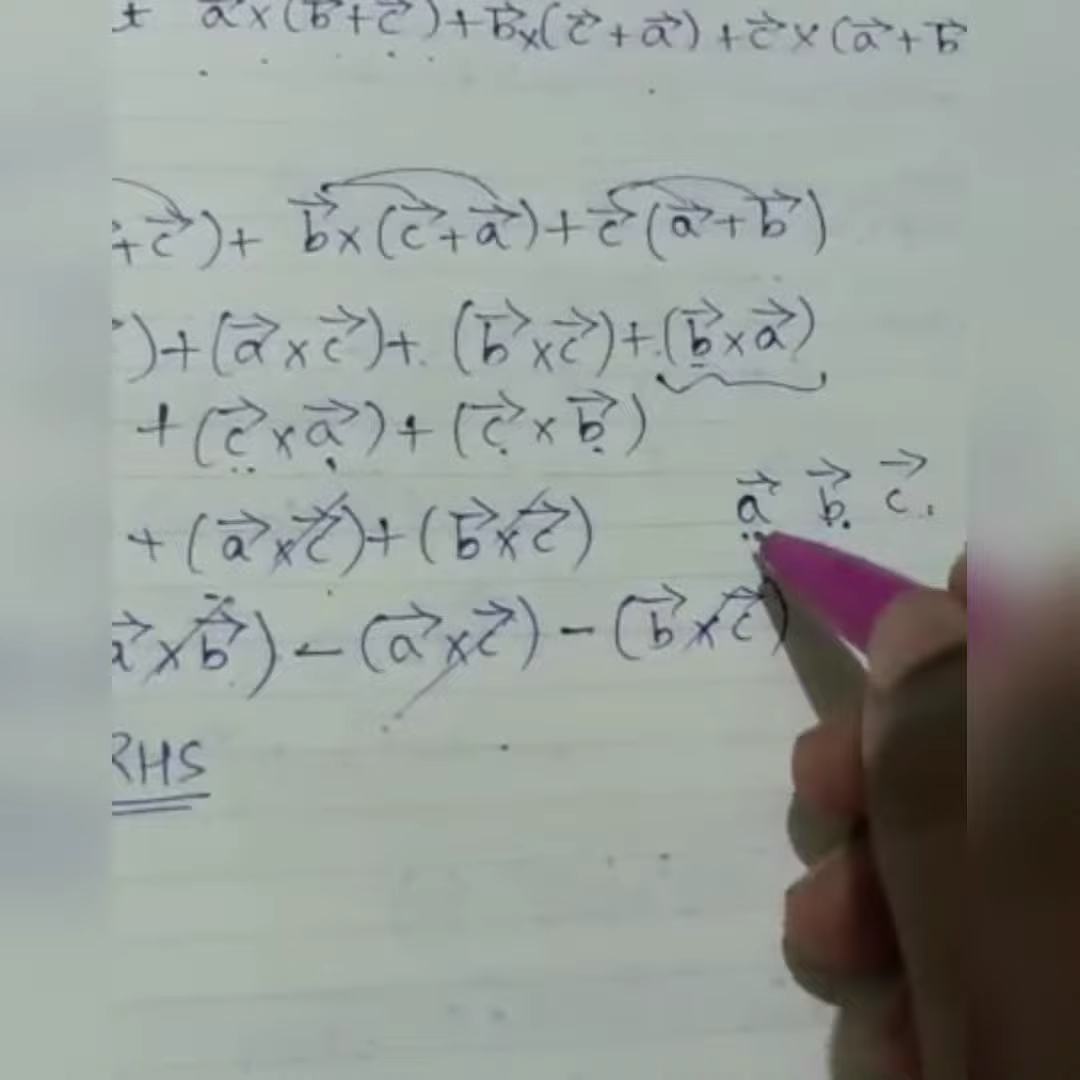 ± a⃗ × (b⃗ + c⃗) + b⃗ × (c⃗ + a⃗) + c⃗ × (a⃗ + b⃗
+ c⃗) + b⃗ × (c⃗ + a⃗) + c⃗ (a⃗ + b⃗)
) + (a⃗ × c⃗) + (b⃗ × c⃗) + (b⃗ × a⃗)
+ (c⃗ × a⃗) + (c⃗ × b⃗)
a⃗ b⃗ c⃗
+ (a⃗ × c⃗) + (b⃗ × c⃗)
a⃗ × b⃗) - (a⃗ × c⃗) - (b⃗ × c⃗)
RHS